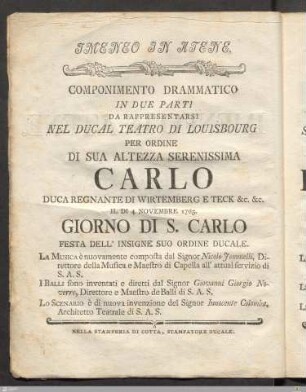 IMENEO IN ATENE,
COMPONIMENTO DRAMMATICO
IN DUE PARTI
DA RAPPRESENTARSI
NEL DUCAL TEATRO DI LOUISBOURG
PER ORDINE
DI SUA ALTEZZA SERENISSIMA
CARLO
DUCA REGNANTE DI WIRTEMBERG E TECK &c. &c.
IL DI 4 NOVEMBRE 1765.
GIORNO DI S. CARLO
FESTA DELL' INSIGNE SUO ORDINE DUCALE.
LA MUSICA è nuovamente composta dal Signor Nicolo Jommelli, Di-
rettore della Musica e Maestro di Capella all' attual servizio di
S. A. S.
I BALLI sono inventati e diretti dal Signor Giovanni Giorgio No-
verre, Direttore e Maestro de Balli di S. A. S.
LO SCENARIO è di nuova invenzione del Signor Innocente Colomba,
Architetto Teatrale di S. A. S.
NELLA STAMPERIA DI COTTA, STAMPATORE DUCALE.